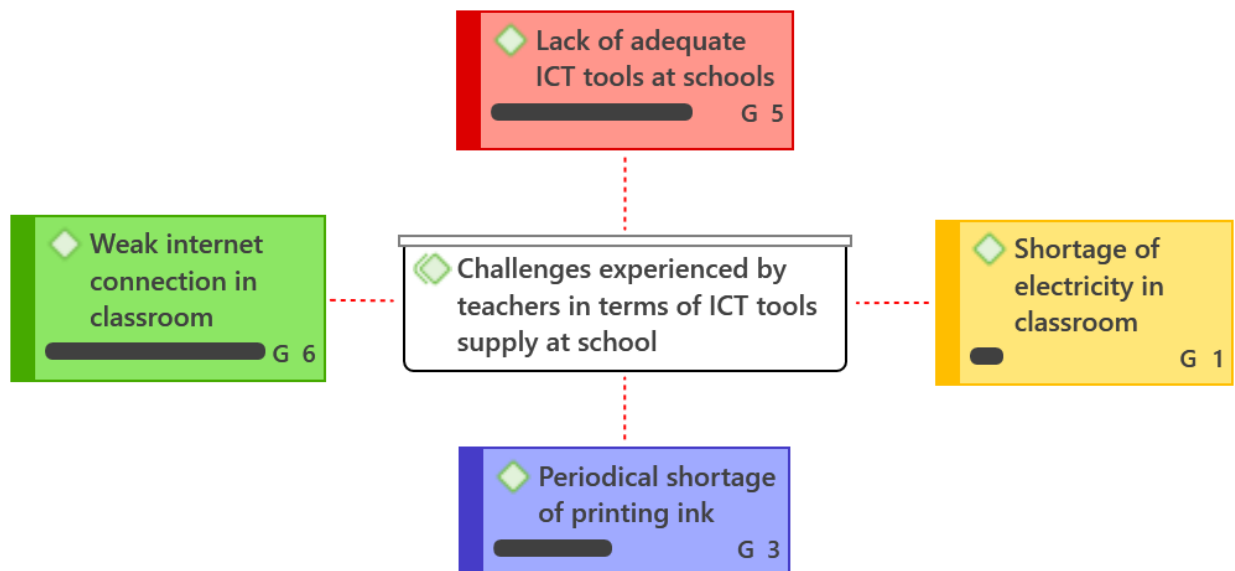 Lack of adequate
ICT tools at schools
G 5
Weak internet
connection in
classroom
G 6
Challenges experienced by
teachers in terms of ICT tools
supply at school
Shortage of
electricity in
classroom
G 1
Periodical shortage
of printing ink
G 3